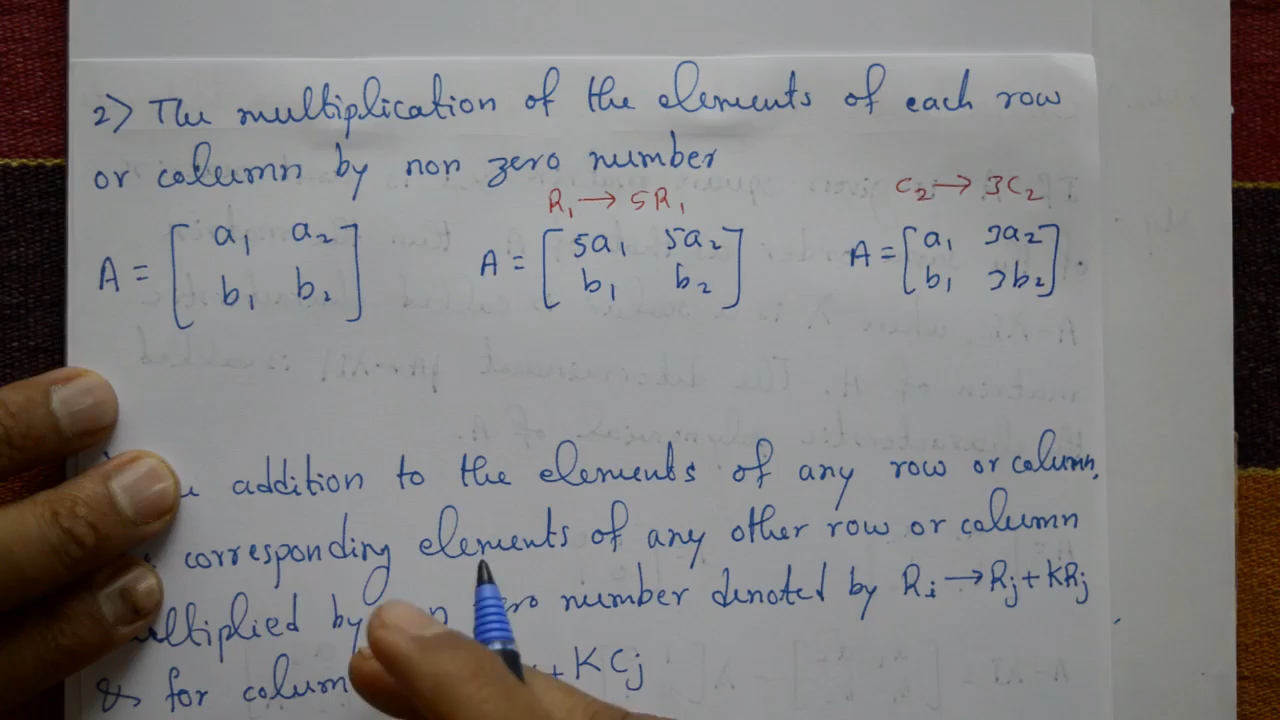 2) The multiplication of the elements of each row
or column by non zero number
R₁ → 5R₁
C₂ → 3C₂
A = [ a₁ a₂
b₁ b₂ ]
A = [ 5a₁ 5a₂
b₁ b₂ ]
A = [ a₁ 3a₂
b₁ 3b₂ ].
addition to the elements of any row or column,
corresponding elements of any other row or column
multiplied by zero number denoted by Rᵢ → Rⱼ + KRⱼ
& for column + KCⱼ